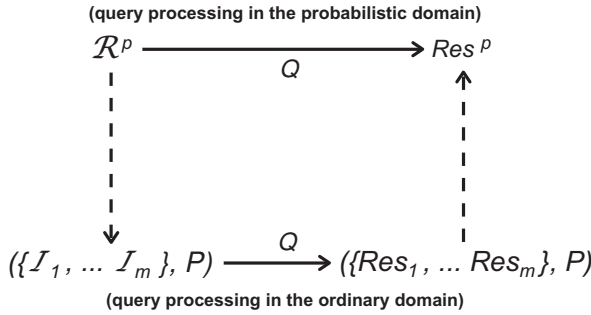 (query processing in the probabilistic domain)
ℛᵖ Res ᵖ
Q
Q
({ℐ₁, ... ℐₘ}, P) ({Res₁, ... Resₘ}, P)
(query processing in the ordinary domain)